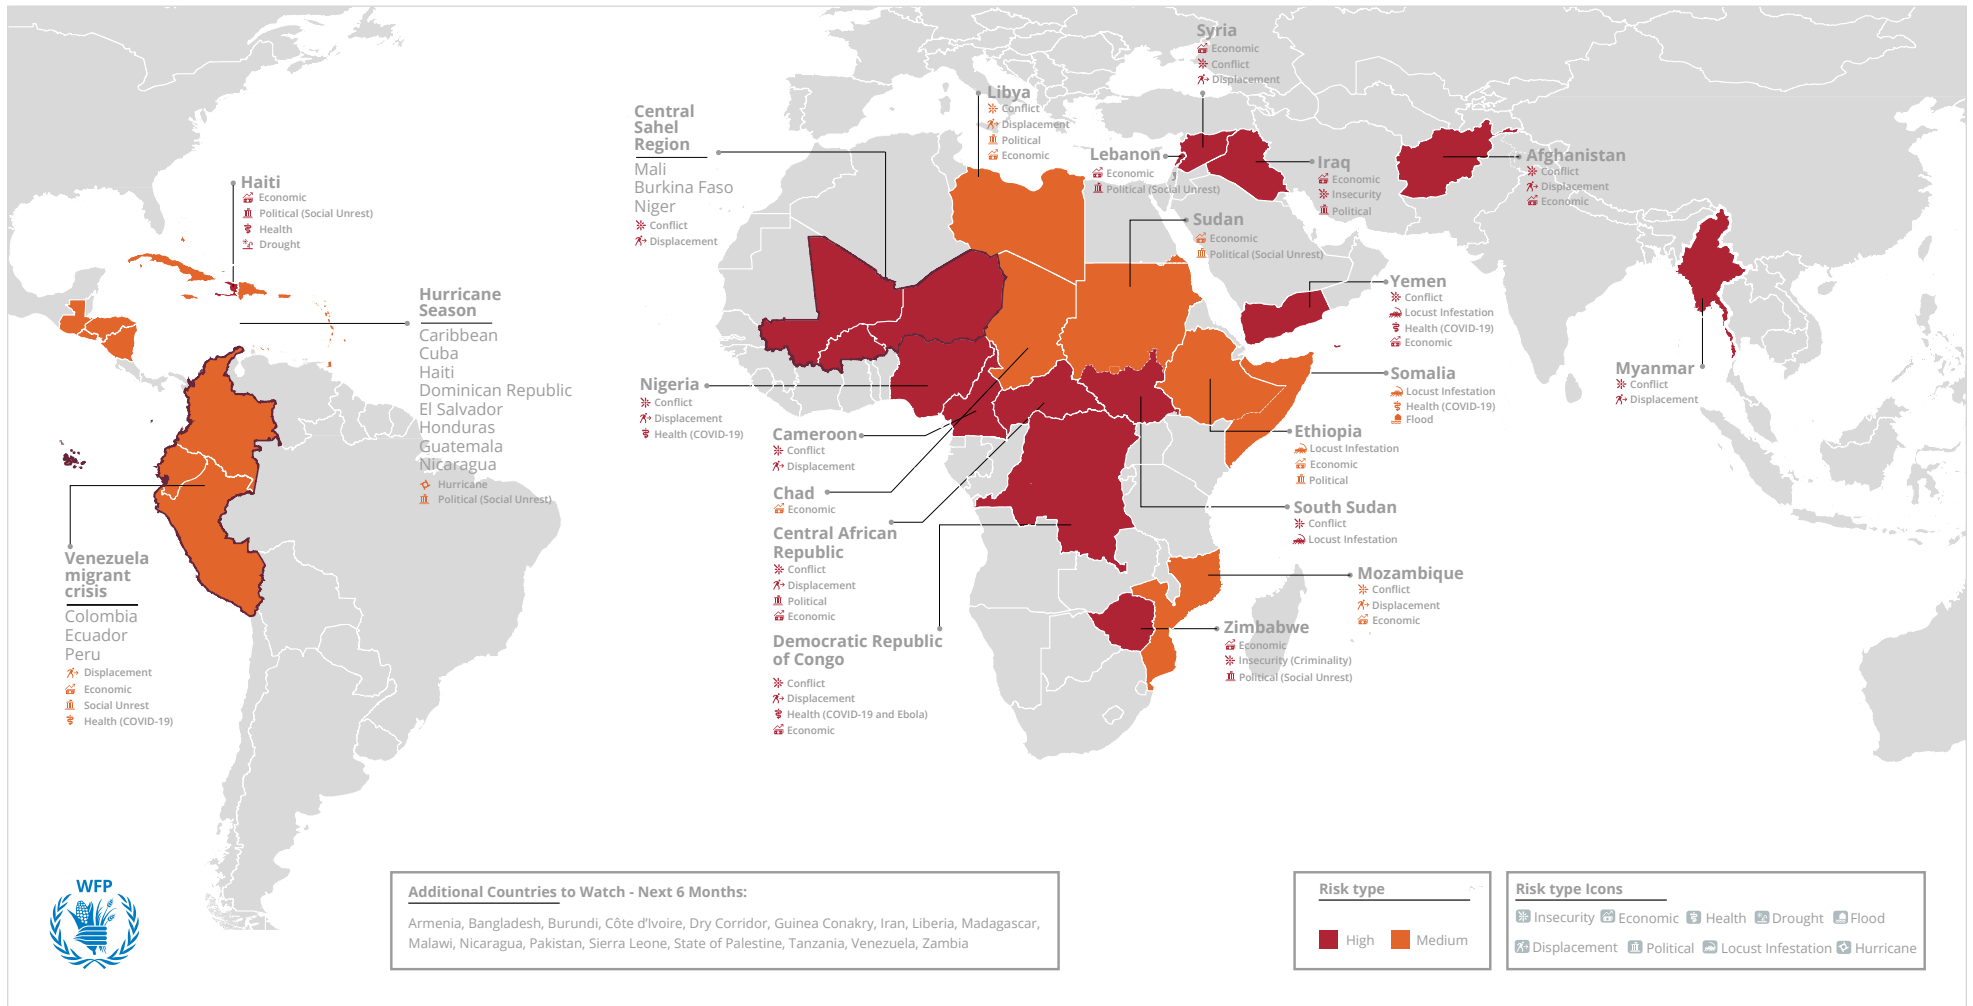 Syria
Economic
Conflict
Displacement
Libya
Conflict
Displacement
Political
Economic
Central
Sahel
Region
Mali
Burkina Faso
Niger
Conflict
Displacement
Lebanon
Economic
Political (Social Unrest)
Iraq
Economic
Insecurity
Political
Afghanistan
Conflict
Displacement
Economic
Haiti
Economic
Political (Social Unrest)
Health
Drought
Sudan
Economic
Political (Social Unrest)
Yemen
Conflict
Locust Infestation
Health (COVID-19)
Economic
Hurricane
Season
Caribbean
Cuba
Haiti
Dominican Republic
El Salvador
Honduras
Guatemala
Nicaragua
Hurricane
Political (Social Unrest)
Myanmar
Conflict
Displacement
Nigeria
Conflict
Displacement
Health (COVID-19)
Somalia
Locust Infestation
Health (COVID-19)
Flood
Cameroon
Conflict
Displacement
Ethiopia
Locust Infestation
Economic
Political
Chad
Economic
South Sudan
Conflict
Locust Infestation
Central African
Republic
Conflict
Displacement
Political
Economic
Venezuela
migrant
crisis
Colombia
Ecuador
Peru
Displacement
Economic
Social Unrest
Health (COVID-19)
Mozambique
Conflict
Displacement
Economic
Zimbabwe
Economic
Insecurity (Criminality)
Political (Social Unrest)
Democratic Republic
of Congo
Conflict
Displacement
Health (COVID-19 and Ebola)
Economic
WFP
Additional Countries to Watch - Next 6 Months:
Armenia, Bangladesh, Burundi, Côte d'Ivoire, Dry Corridor, Guinea Conakry, Iran, Liberia, Madagascar,
Malawi, Nicaragua, Pakistan, Sierra Leone, State of Palestine, Tanzania, Venezuela, Zambia
Risk type
High Medium
Risk type Icons
Insecurity Economic Health Drought Flood
Displacement Political Locust Infestation Hurricane